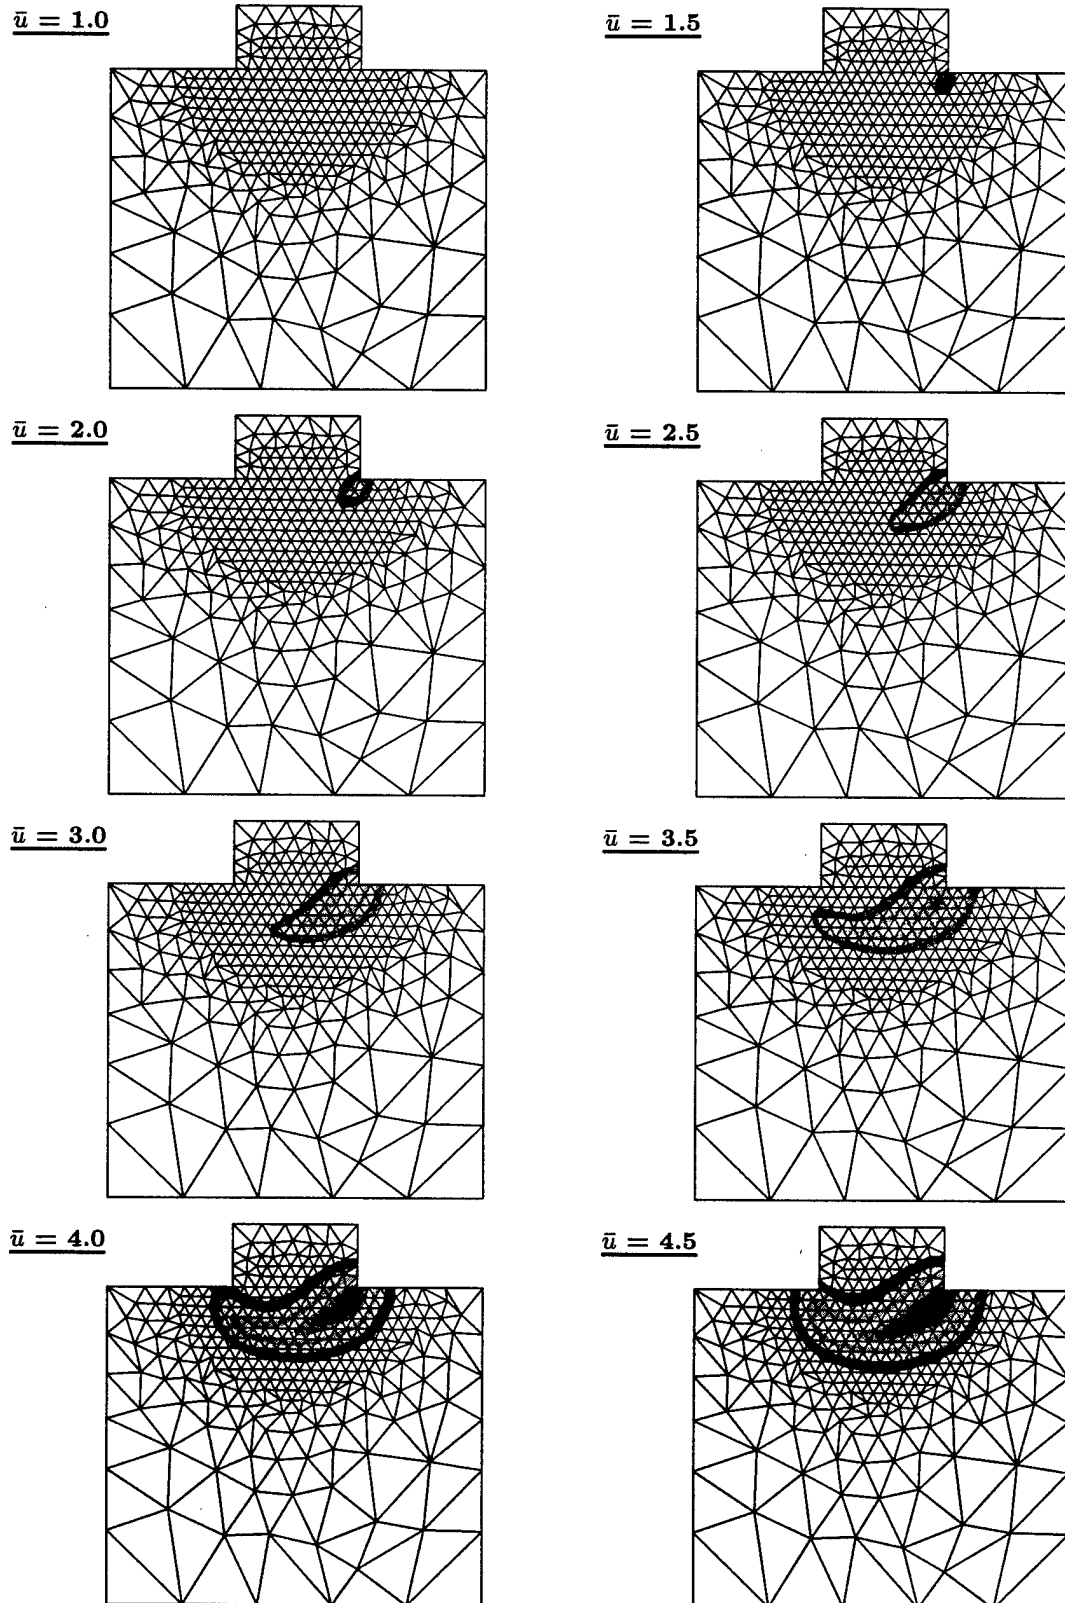 ū = 1.0
ū = 1.5
ū = 2.0
ū = 2.5
ū = 3.0
ū = 3.5
ū = 4.0
ū = 4.5